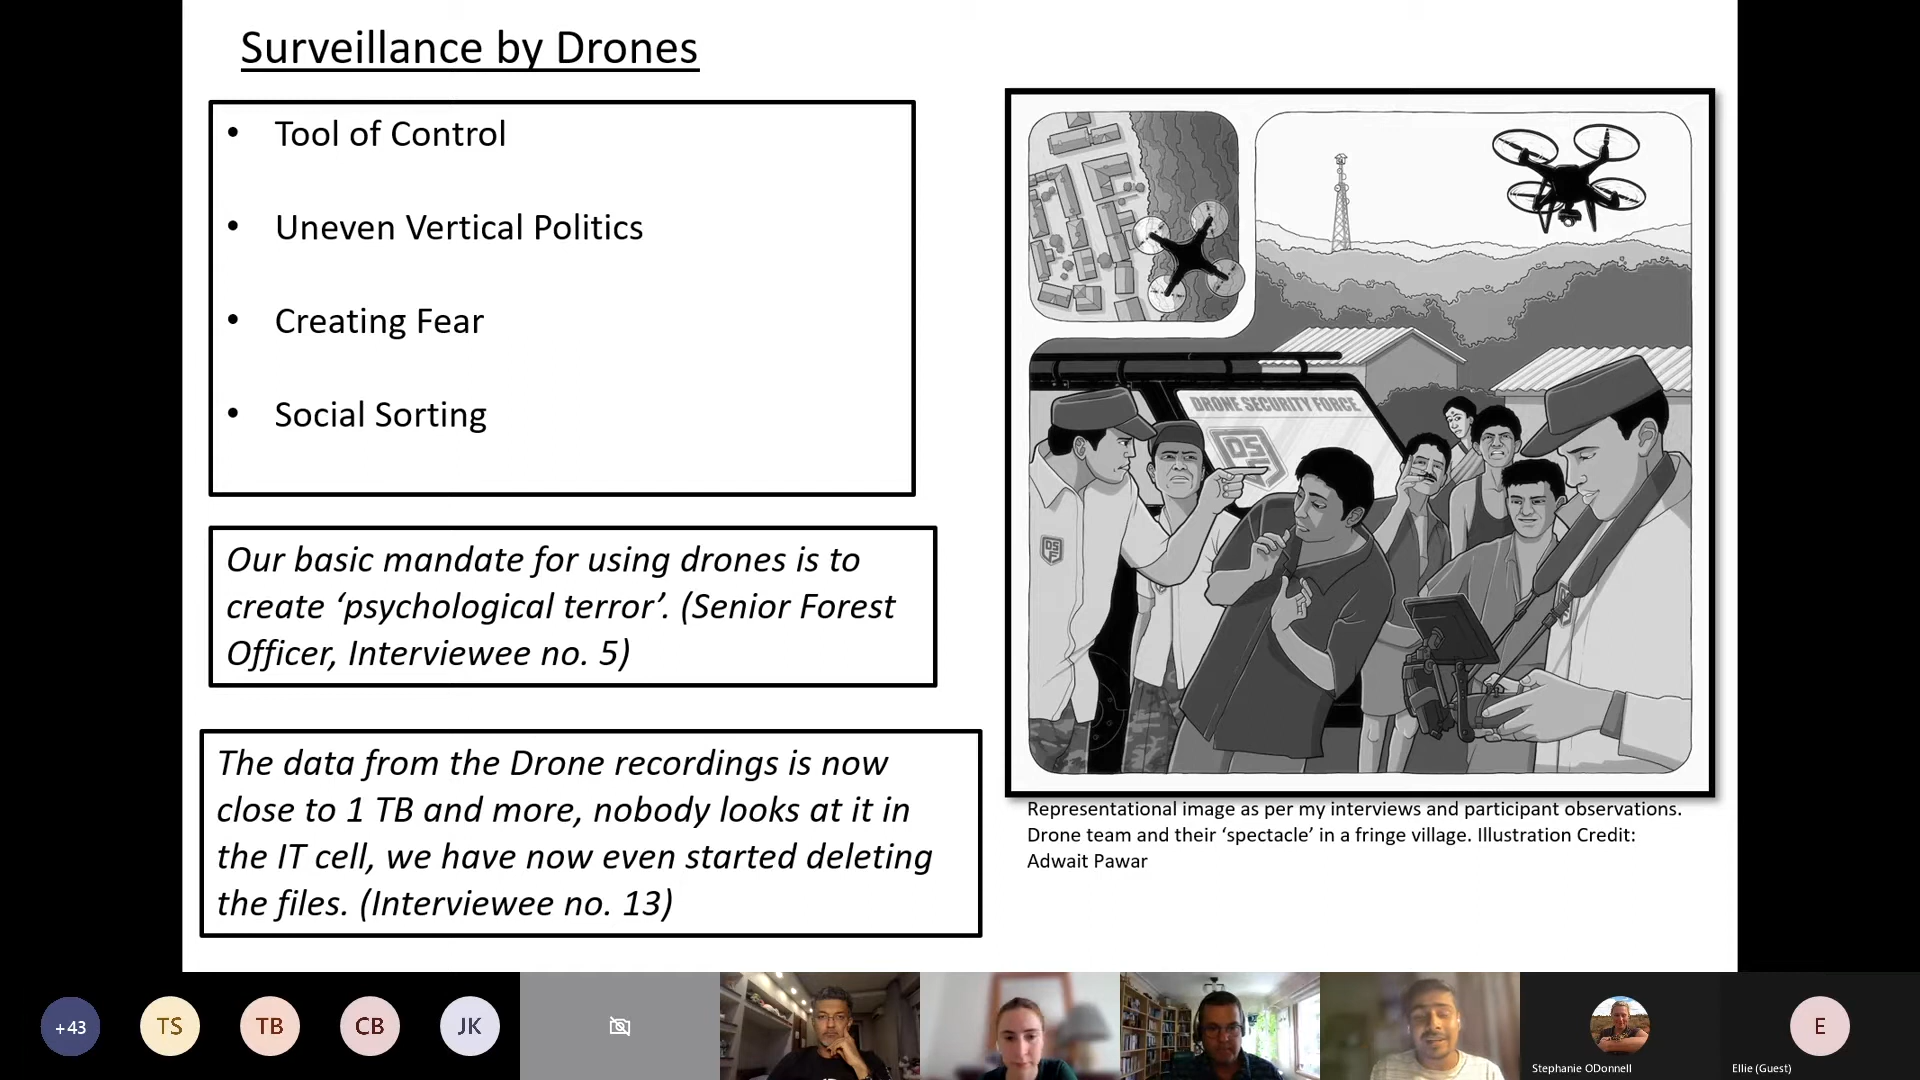 Surveillance by Drones
• Tool of Control
• Uneven Vertical Politics
• Creating Fear
• Social Sorting
Our basic mandate for using drones is to
create ‘psychological terror’. (Senior Forest
Officer, Interviewee no. 5)
The data from the Drone recordings is now
close to 1 TB and more, nobody looks at it in
the IT cell, we have now even started deleting
the files. (Interviewee no. 13)
DRONE SECURITY FORCE
DS
F
DS
F
Representational image as per my interviews and participant observations.
Drone team and their ‘spectacle’ in a fringe village. Illustration Credit:
Adwait Pawar
+43
TS
TB
CB
JK
E
Stephanie ODonnell
Ellie (Guest)